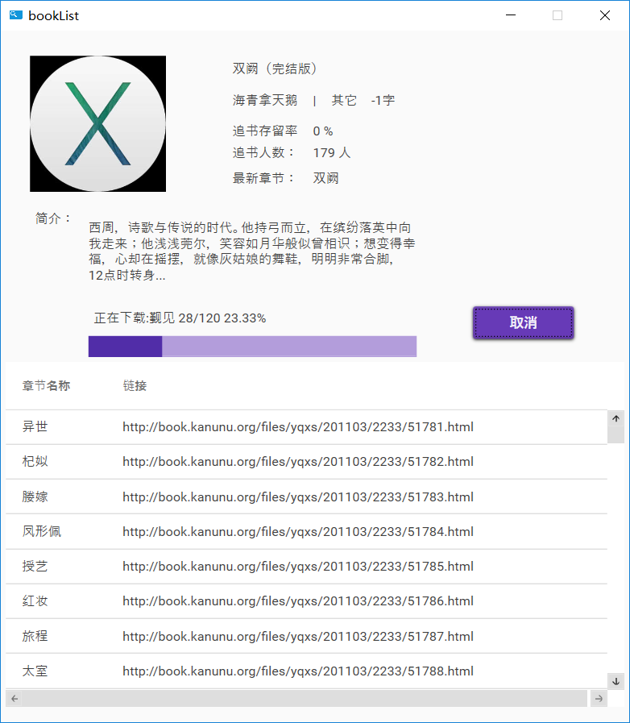 bookList
双阙（完结版）
海青拿天鹅 | 其它 -1字
追书存留率 0 %
追书人数： 179 人
最新章节： 双阙
简介：
西周，诗歌与传说的时代。他持弓而立，在缤纷落英中向
我走来；他浅浅莞尔，笑容如月华般似曾相识；想变得幸
福，心却在摇摆，就像灰姑娘的舞鞋，明明非常合脚，
12点时转身...
正在下载:觐见 28/120 23.33%
取消
章节名称 链接
异世 http://book.kanunu.org/files/yqxs/201103/2233/51781.html
杞姒 http://book.kanunu.org/files/yqxs/201103/2233/51782.html
媵嫁 http://book.kanunu.org/files/yqxs/201103/2233/51783.html
凤形佩 http://book.kanunu.org/files/yqxs/201103/2233/51784.html
授艺 http://book.kanunu.org/files/yqxs/201103/2233/51785.html
红妆 http://book.kanunu.org/files/yqxs/201103/2233/51786.html
旅程 http://book.kanunu.org/files/yqxs/201103/2233/51787.html
太室 http://book.kanunu.org/files/yqxs/201103/2233/51788.html